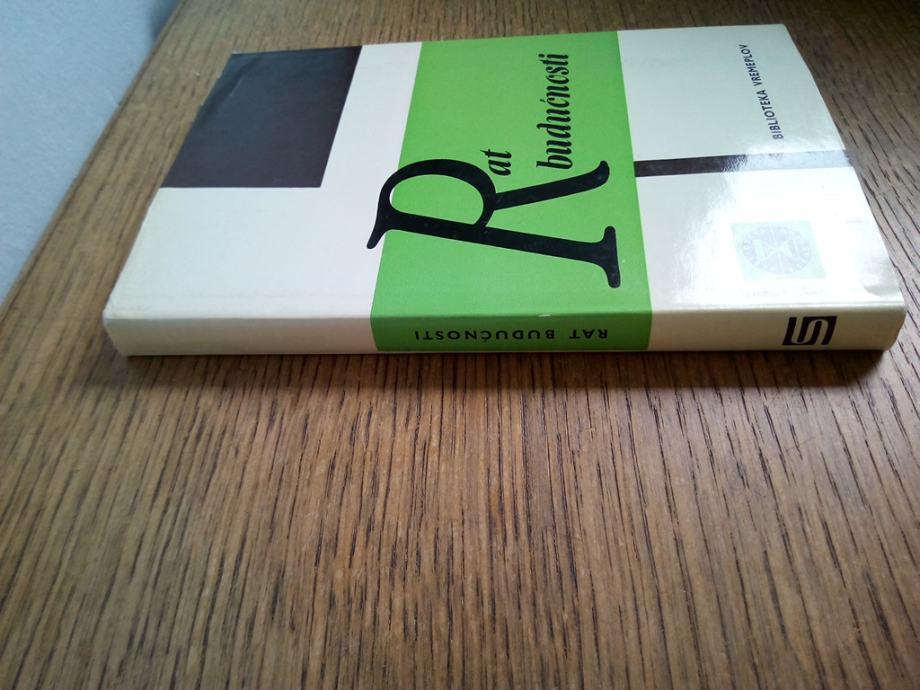 Rat
budućnosti
BIBLIOTEKA VREMEPLOV
RAT BUDUĆNOSTI